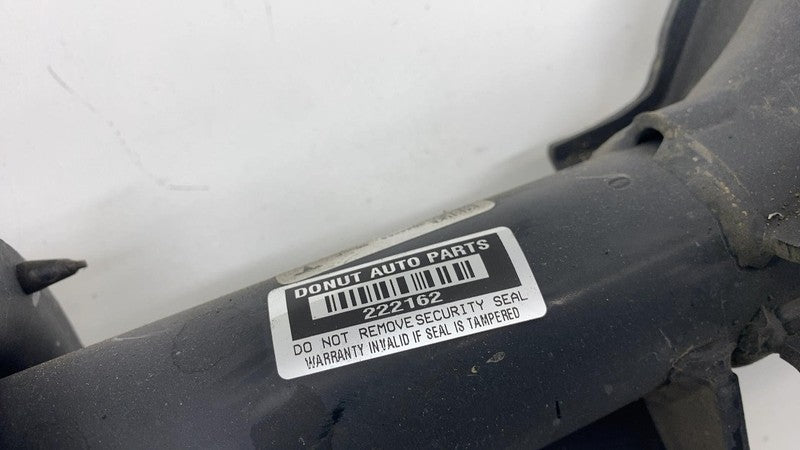 DONUT AUTO PARTS
222162
DO NOT REMOVE SECURITY SEAL
WARRANTY INVALID IF SEAL IS TAMPERED